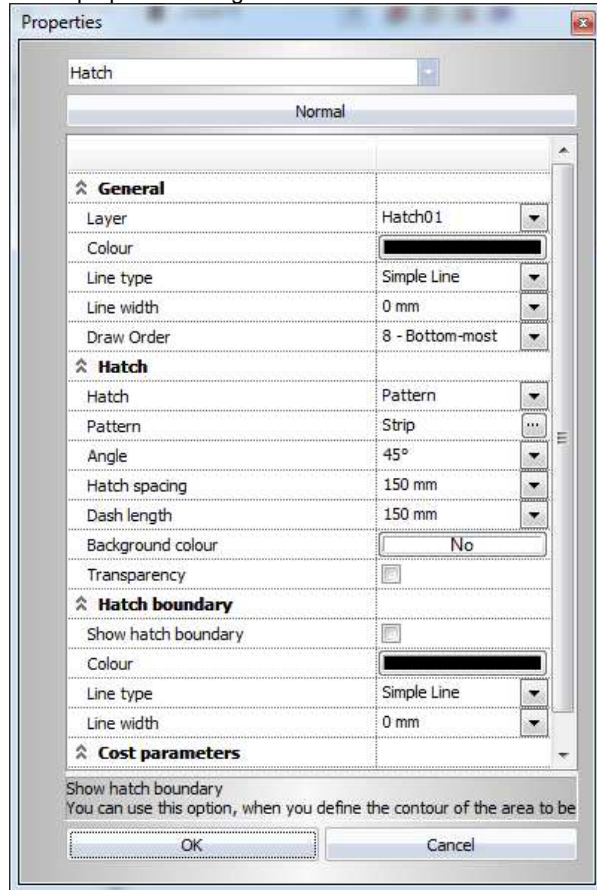 Properties
Hatch
Normal
General
Layer Hatch01
Colour
Line type Simple Line
Line width 0 mm
Draw Order 8 - Bottom-most
Hatch
Hatch Pattern
Pattern Strip ...
Angle 45°
Hatch spacing 150 mm
Dash length 150 mm
Background colour No
Transparency
Hatch boundary
Show hatch boundary
Colour
Line type Simple Line
Line width 0 mm
Cost parameters
Show hatch boundary
You can use this option, when you define the contour of the area to be
OK Cancel